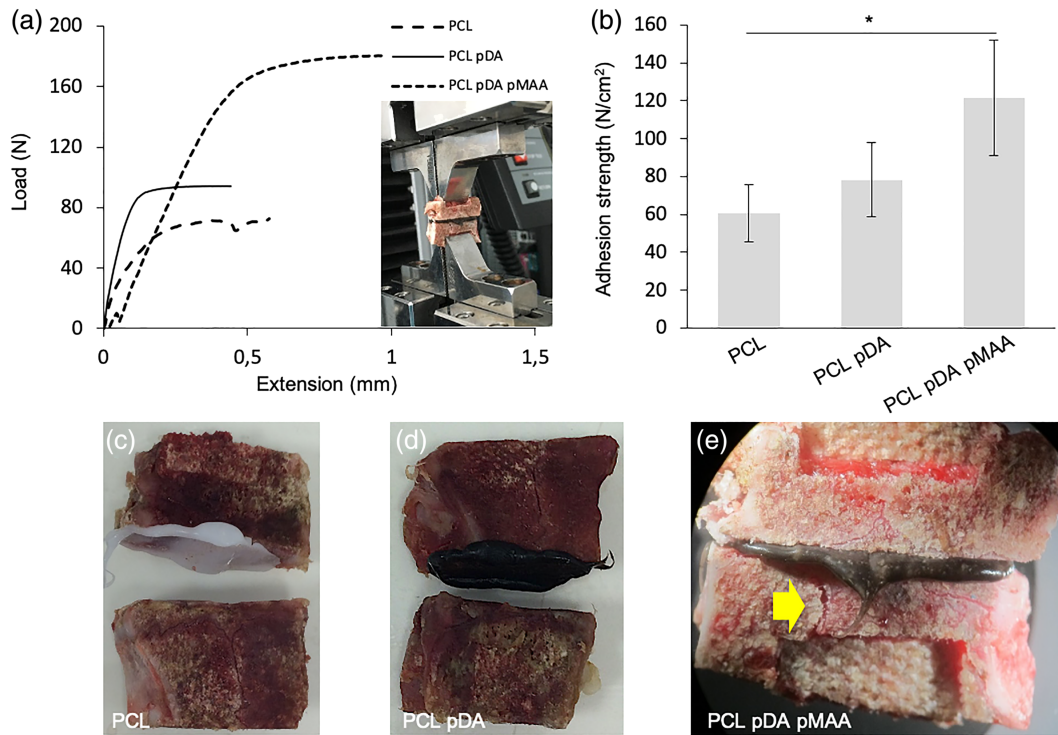 (a)
200
160
120
80
40
0
Load (N)
0
0,5
1
1,5
Extension (mm)
PCL
PCL pDA
PCL pDA pMAA
(b)
*
160
140
120
100
80
60
40
20
0
Adhesion strength (N/cm²)
PCL
PCL pDA
PCL pDA pMAA
(c)
PCL
(d)
PCL pDA
(e)
PCL pDA pMAA